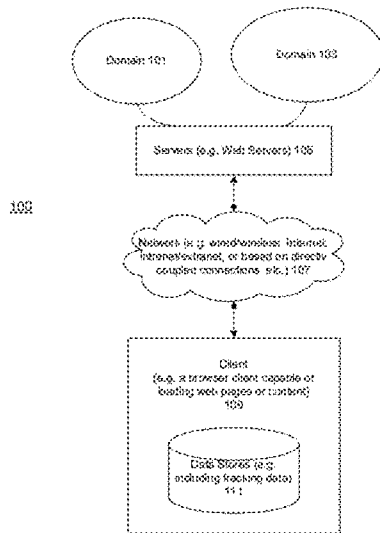 Domain 101
Domain 103
Servers (e.g. Web Servers) 105
100
Network (e.g. wired/wireless, Internet,
intranet/extranet, or based on directly
coupled connections, etc.) 107
Client
(e.g. a browser client capable of
loading web pages or content)
109
Data Stores (e.g.
including tracking data)
111